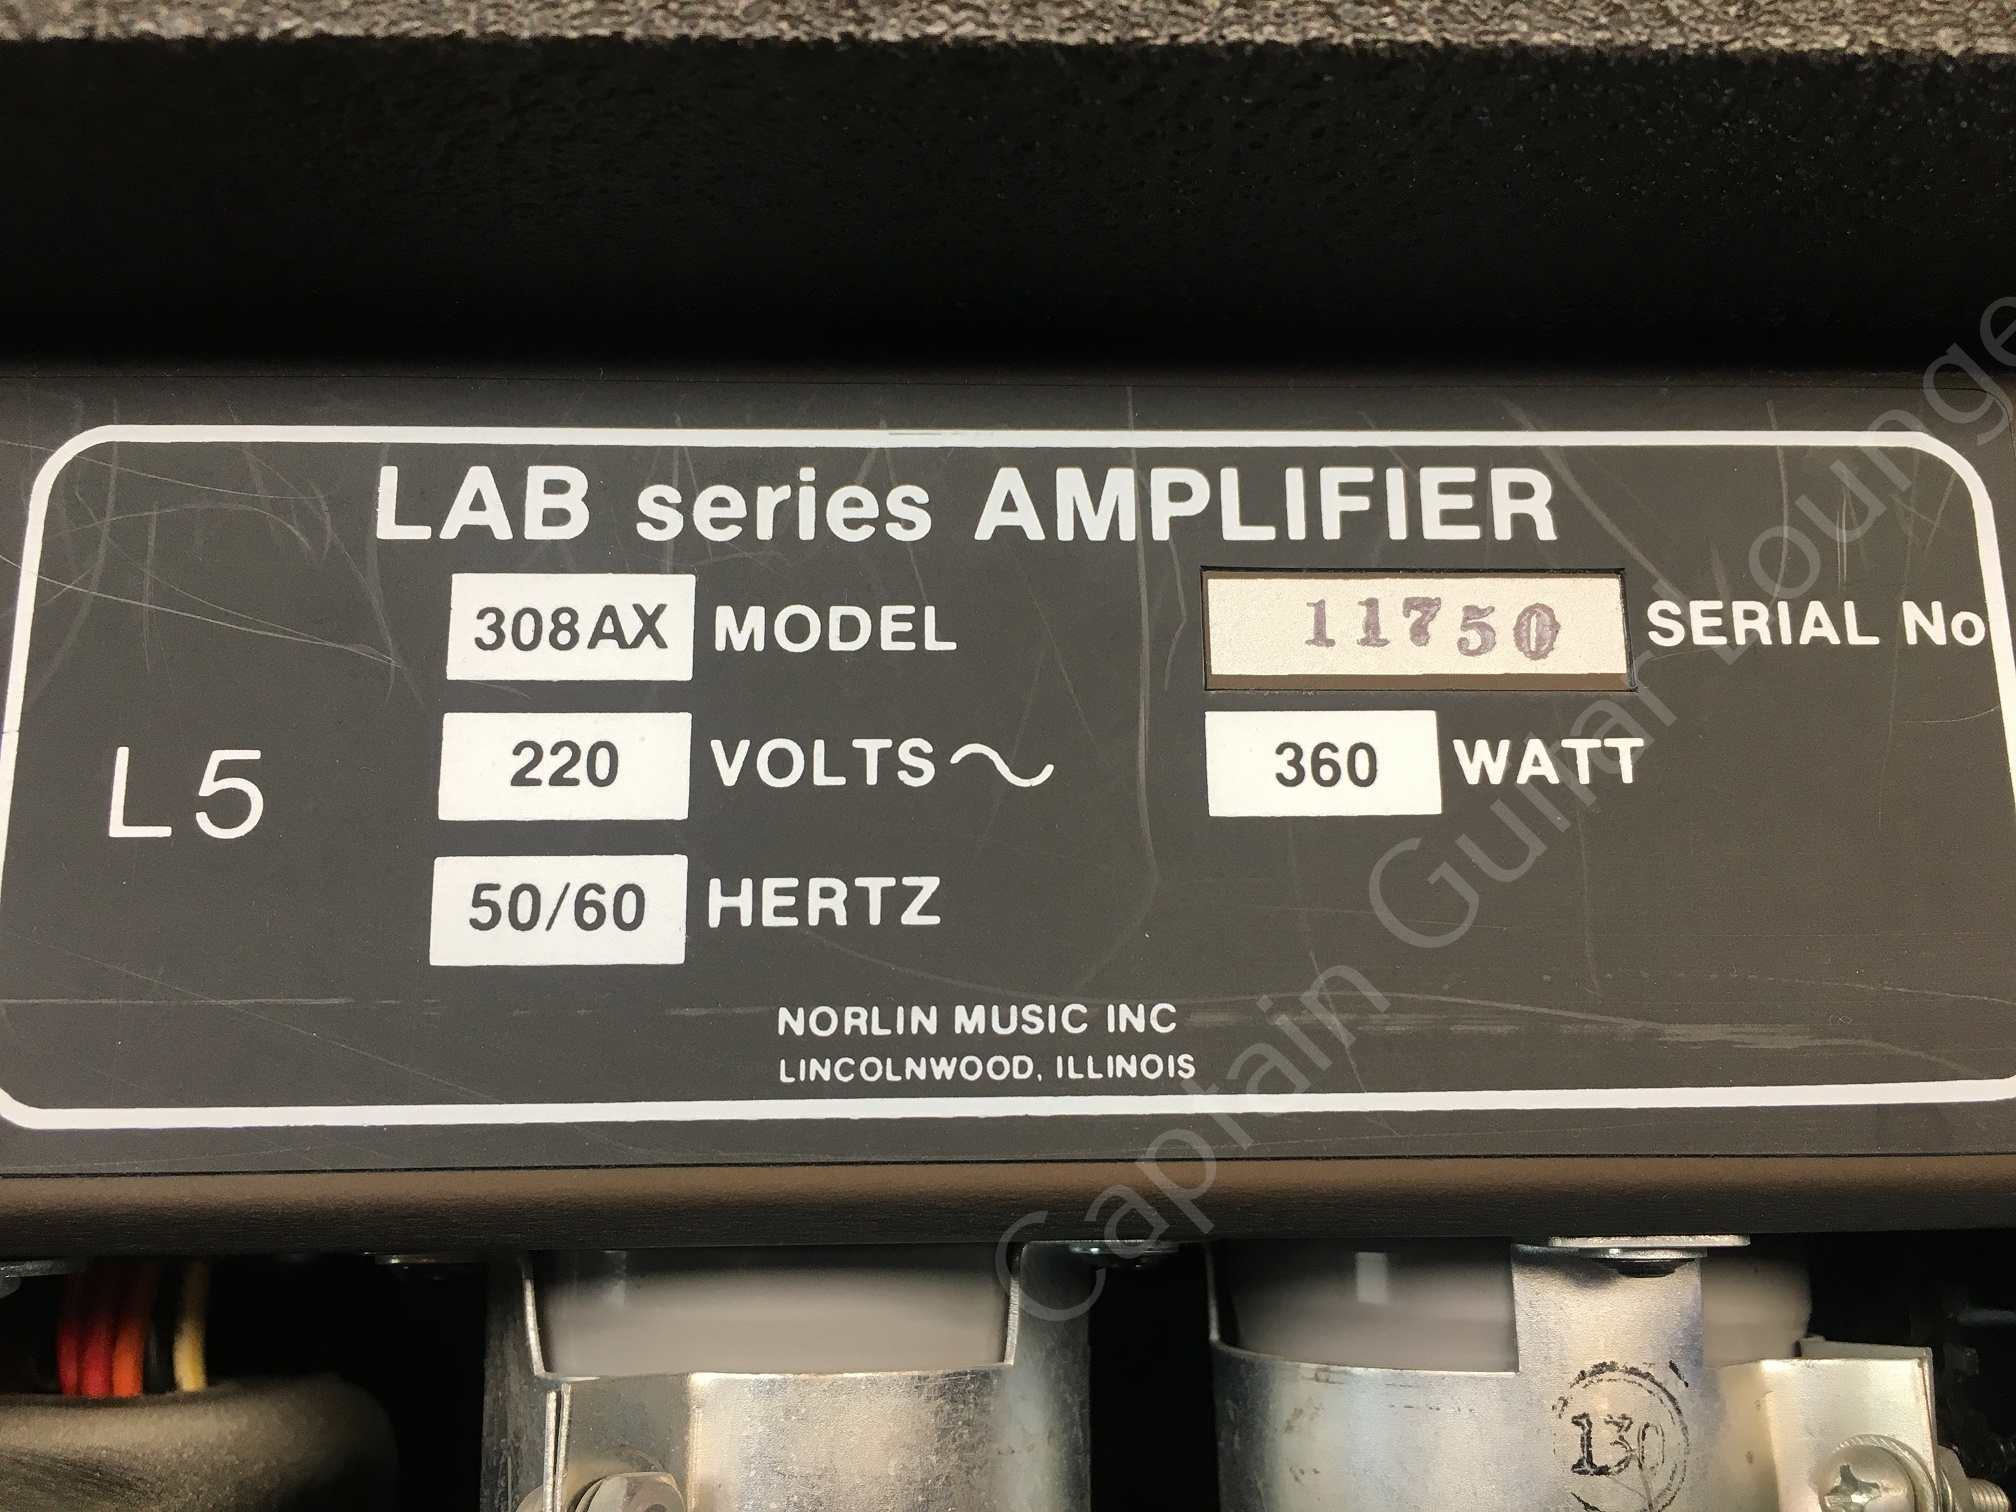 LAB series AMPLIFIER
308AX MODEL
11750 SERIAL No
L5
220 VOLTS ~
360 WATT
50/60 HERTZ
NORLIN MUSIC INC
LINCOLNWOOD, ILLINOIS
130
Captain Guitar Lounge